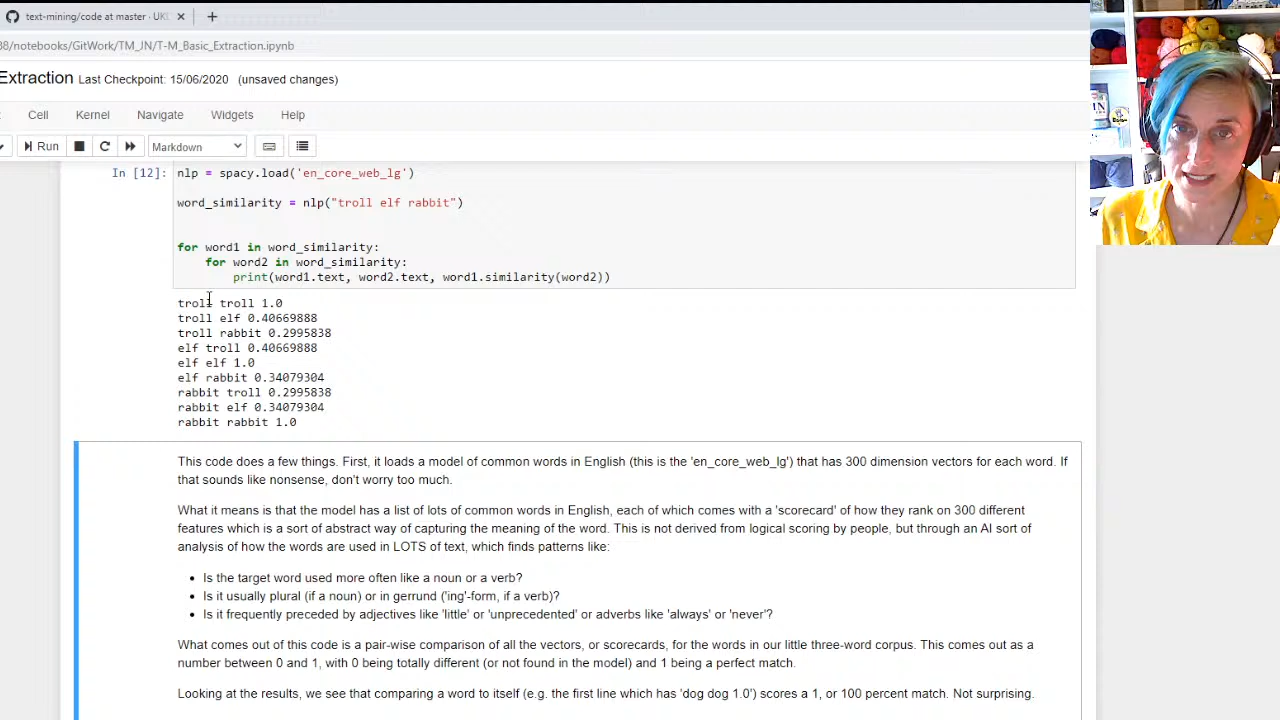 text-mining/code at master · UKD
38/notebooks/GitWork/TM_JN/T-M_Basic_Extraction.ipynb
Extraction Last Checkpoint: 15/06/2020 (unsaved changes)
Cell Kernel Navigate Widgets Help
Run Markdown
In [12]: nlp = spacy.load('en_core_web_lg')
word_similarity = nlp("troll elf rabbit")
for word1 in word_similarity:
for word2 in word_similarity:
print(word1.text, word2.text, word1.similarity(word2))
troll troll 1.0
troll elf 0.40669888
troll rabbit 0.2995838
elf troll 0.40669888
elf elf 1.0
elf rabbit 0.34079304
rabbit troll 0.2995838
rabbit elf 0.34079304
rabbit rabbit 1.0
This code does a few things. First, it loads a model of common words in English (this is the 'en_core_web_lg') that has 300 dimension vectors for each word. If
that sounds like nonsense, don't worry too much.
What it means is that the model has a list of lots of common words in English, each of which comes with a 'scorecard' of how they rank on 300 different
features which is a sort of abstract way of capturing the meaning of the word. This is not derived from logical scoring by people, but through an AI sort of
analysis of how the words are used in LOTS of text, which finds patterns like:
• Is the target word used more often like a noun or a verb?
• Is it usually plural (if a noun) or in gerrund ('ing'-form, if a verb)?
• Is it frequently preceded by adjectives like 'little' or 'unprecedented' or adverbs like 'always' or 'never'?
What comes out of this code is a pair-wise comparison of all the vectors, or scorecards, for the words in our little three-word corpus. This comes out as a
number between 0 and 1, with 0 being totally different (or not found in the model) and 1 being a perfect match.
Looking at the results, we see that comparing a word to itself (e.g. the first line which has 'dog dog 1.0') scores a 1, or 100 percent match. Not surprising.